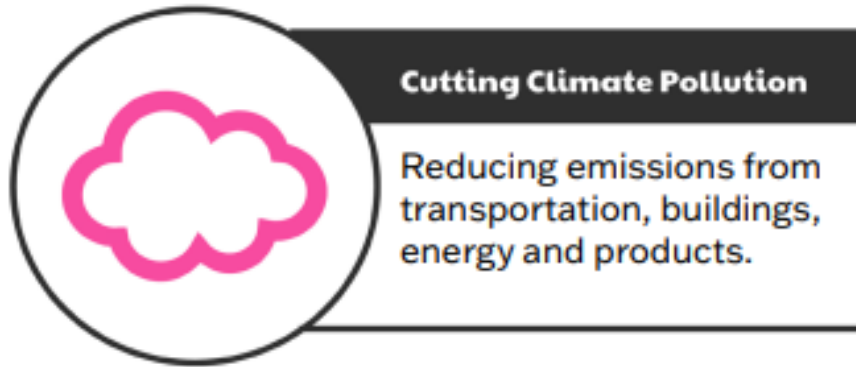 Cutting Climate Pollution
Reducing emissions from
transportation, buildings,
energy and products.